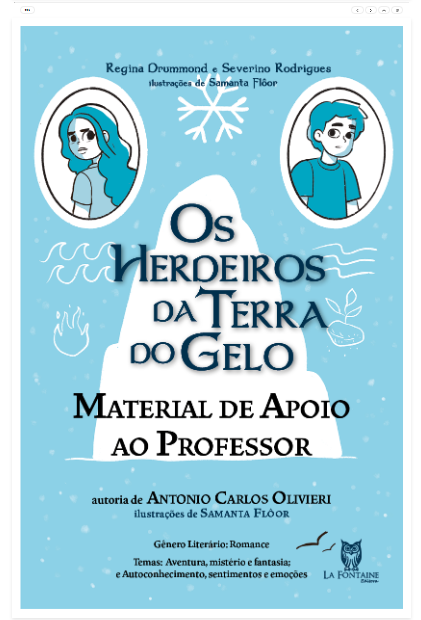 Regina Drummond e Severino Rodrigues
ilustrações de Samanta Flôor
Os
Herdeiros
da Terra
do Gelo
Material de Apoio
ao Professor
autoria de Antonio Carlos Olivieri
ilustrações de Samanta Flôor
Gênero Literário: Romance
Temas: Aventura, mistério e fantasia;
e Autoconhecimento, sentimentos e emoções
La Fontaine
Editora